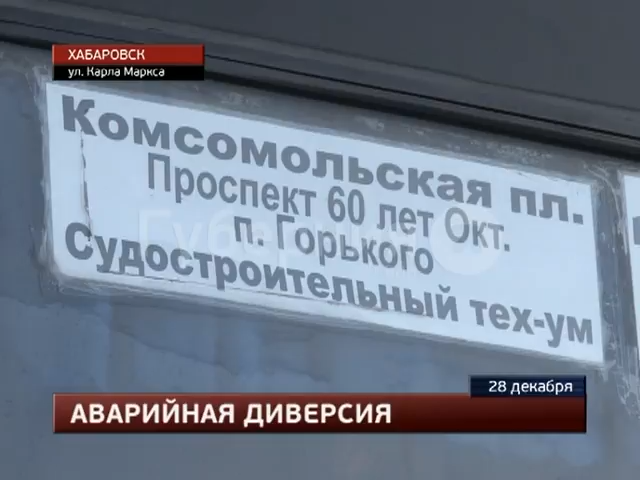 ХАБАРОВСК
ул. Карла Маркса
Комсомольская пл.
Проспект 60 лет Окт.
п. Горького
Судостроительный тех-ум
28 декабря
АВАРИЙНАЯ ДИВЕРСИЯ